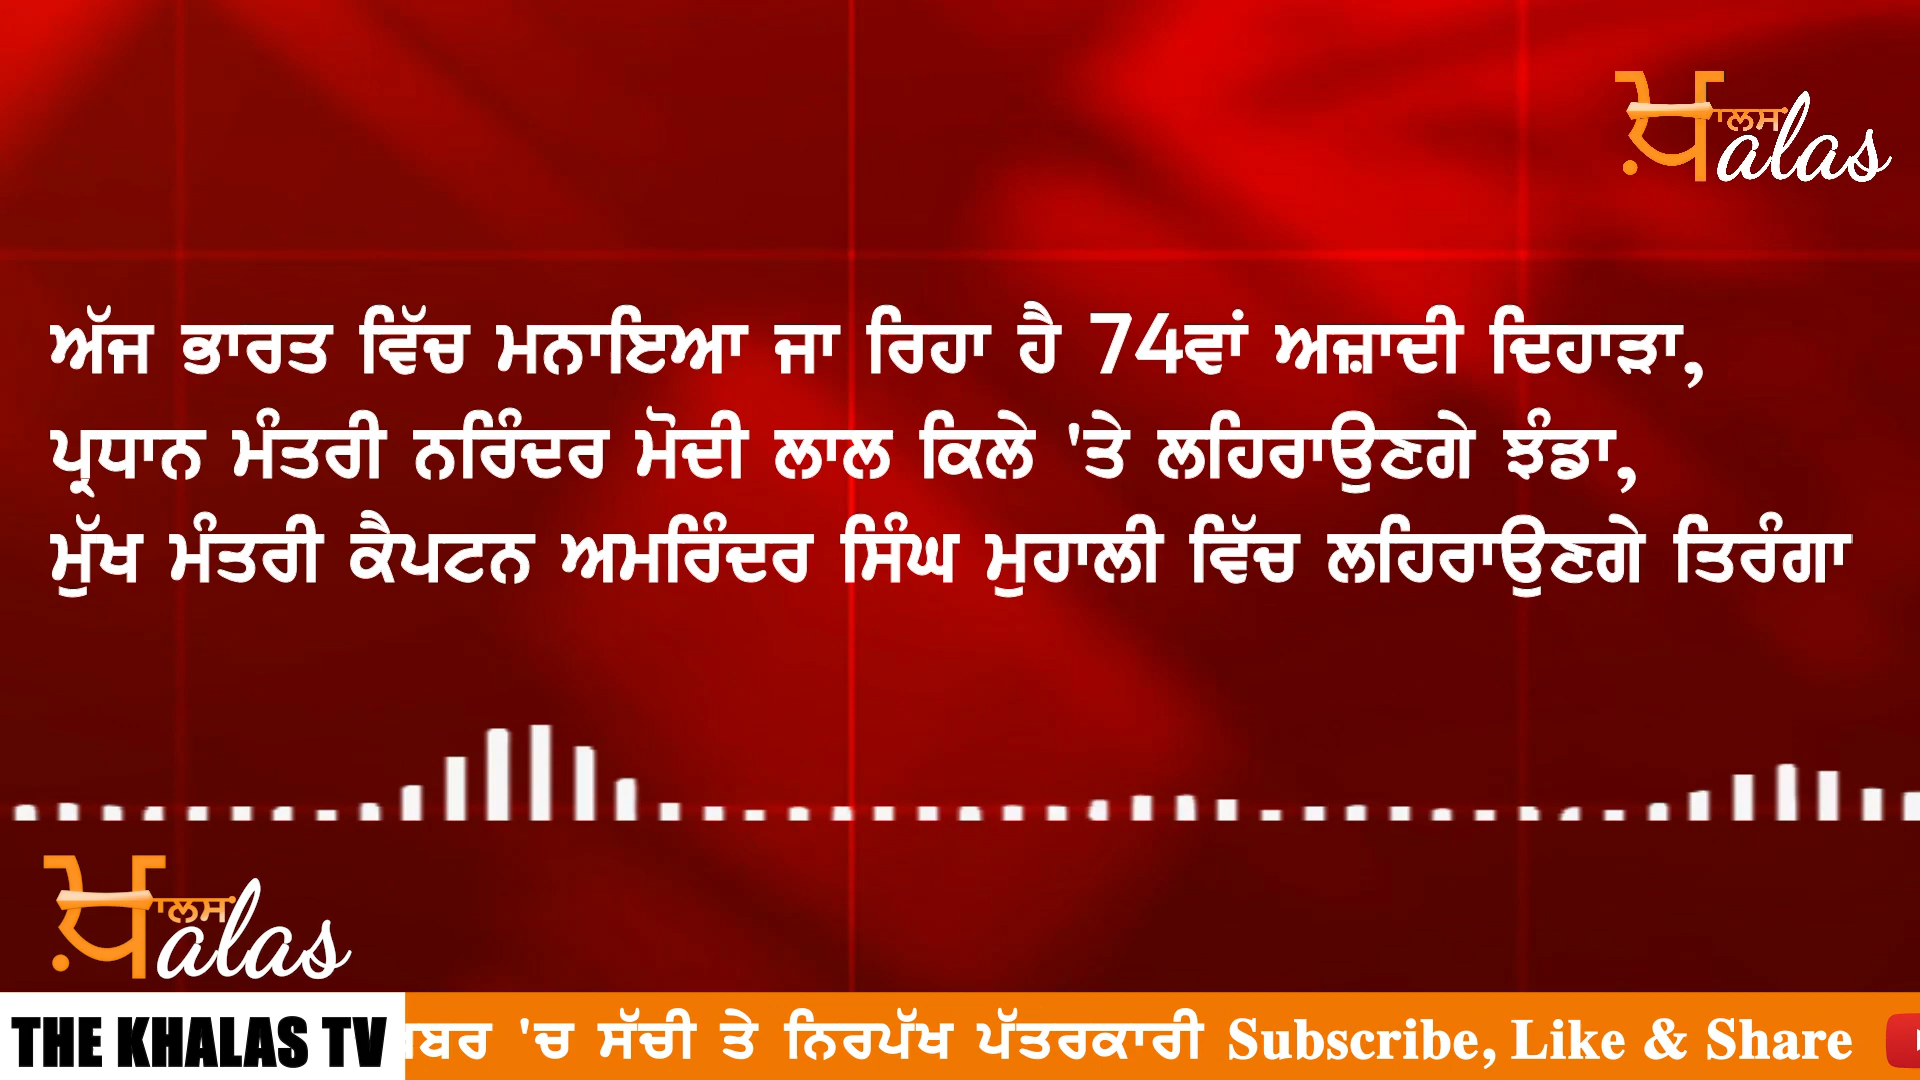 ਖ਼ਾਲਸ alas
ਅੱਜ ਭਾਰਤ ਵਿੱਚ ਮਨਾਇਆ ਜਾ ਰਿਹਾ ਹੈ 74ਵਾਂ ਅਜ਼ਾਦੀ ਦਿਹਾੜਾ,
ਪ੍ਰਧਾਨ ਮੰਤਰੀ ਨਰਿੰਦਰ ਮੋਦੀ ਲਾਲ ਕਿਲੇ 'ਤੇ ਲਹਿਰਾਉਣਗੇ ਝੰਡਾ,
ਮੁੱਖ ਮੰਤਰੀ ਕੈਪਟਨ ਅਮਰਿੰਦਰ ਸਿੰਘ ਮੁਹਾਲੀ ਵਿੱਚ ਲਹਿਰਾਉਣਗੇ ਤਿਰੰਗਾ
ਖ਼ਾਲਸ alas
THE KHALAS TV 'ਚ ਸੱਚੀ ਤੇ ਨਿਰਪੱਖ ਪੱਤਰਕਾਰੀ Subscribe, Like & Share